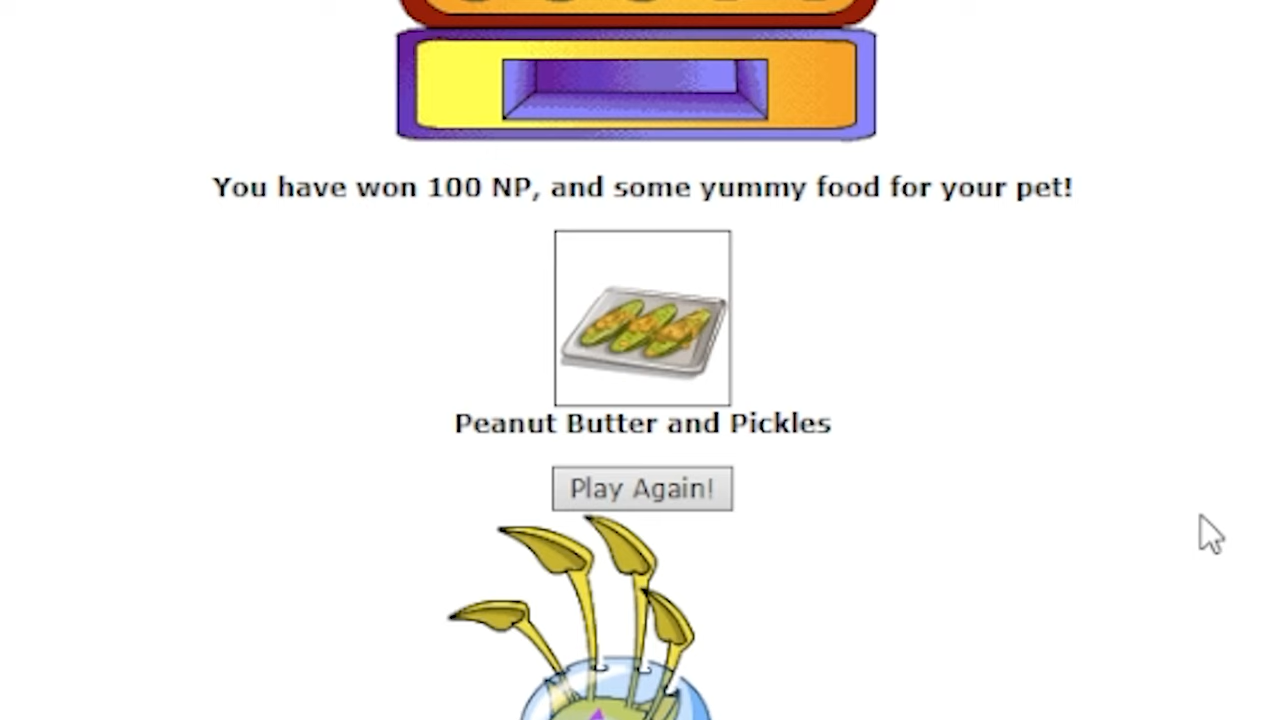 You have won 100 NP, and some yummy food for your pet!
Peanut Butter and Pickles
Play Again!